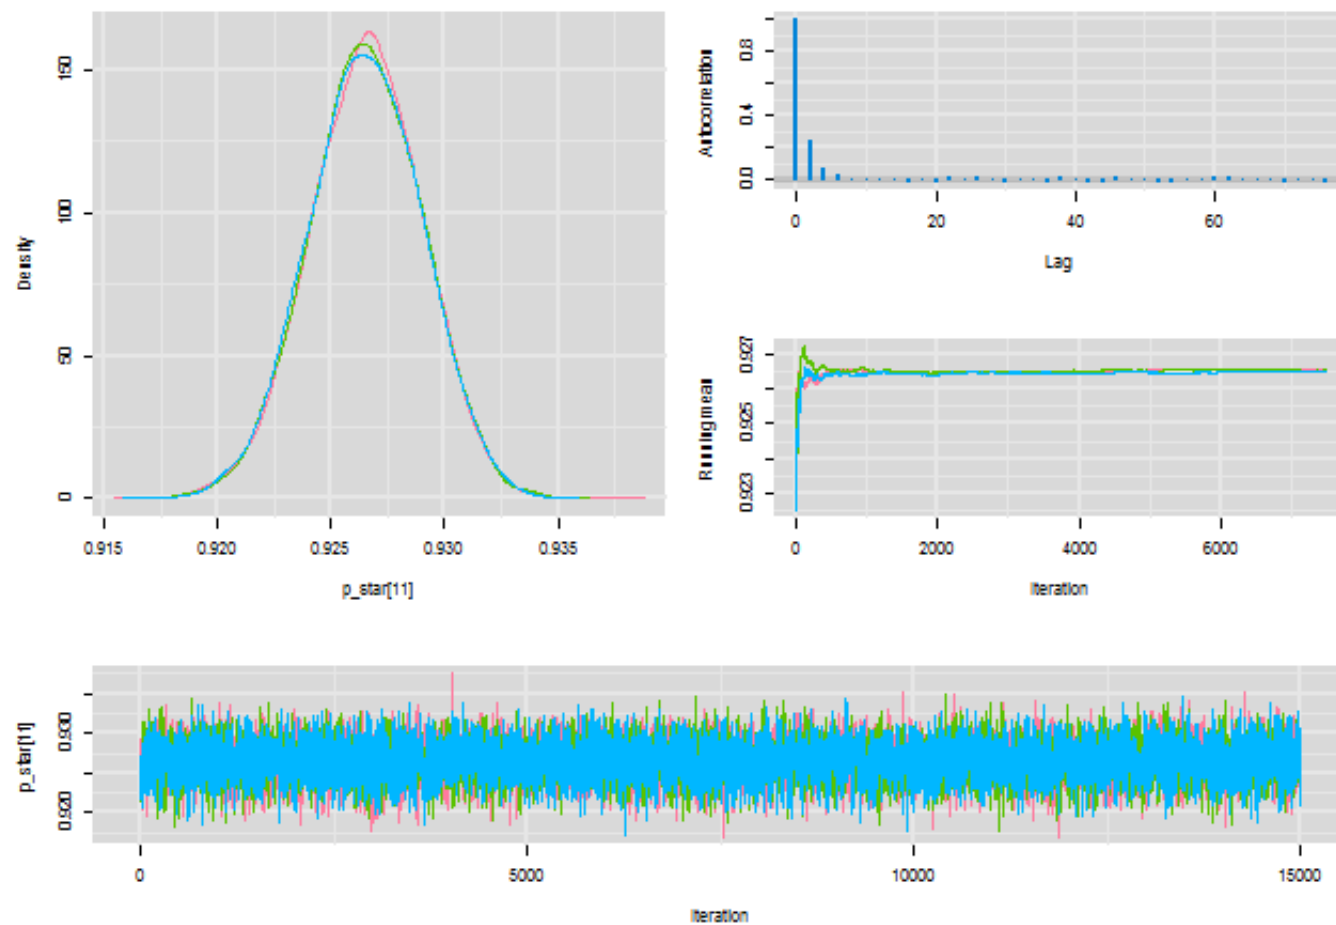 Density
150
100
50
0
0.915 0.920 0.925 0.930 0.935
p_star[11]
Autocorrelation
0.8
0.4
0.0
0 20 40 60
Lag
Running mean
0.927
0.925
0.923
0 2000 4000 6000
Iteration
p_star[11]
0.930
0.920
0 5000 10000 15000
Iteration